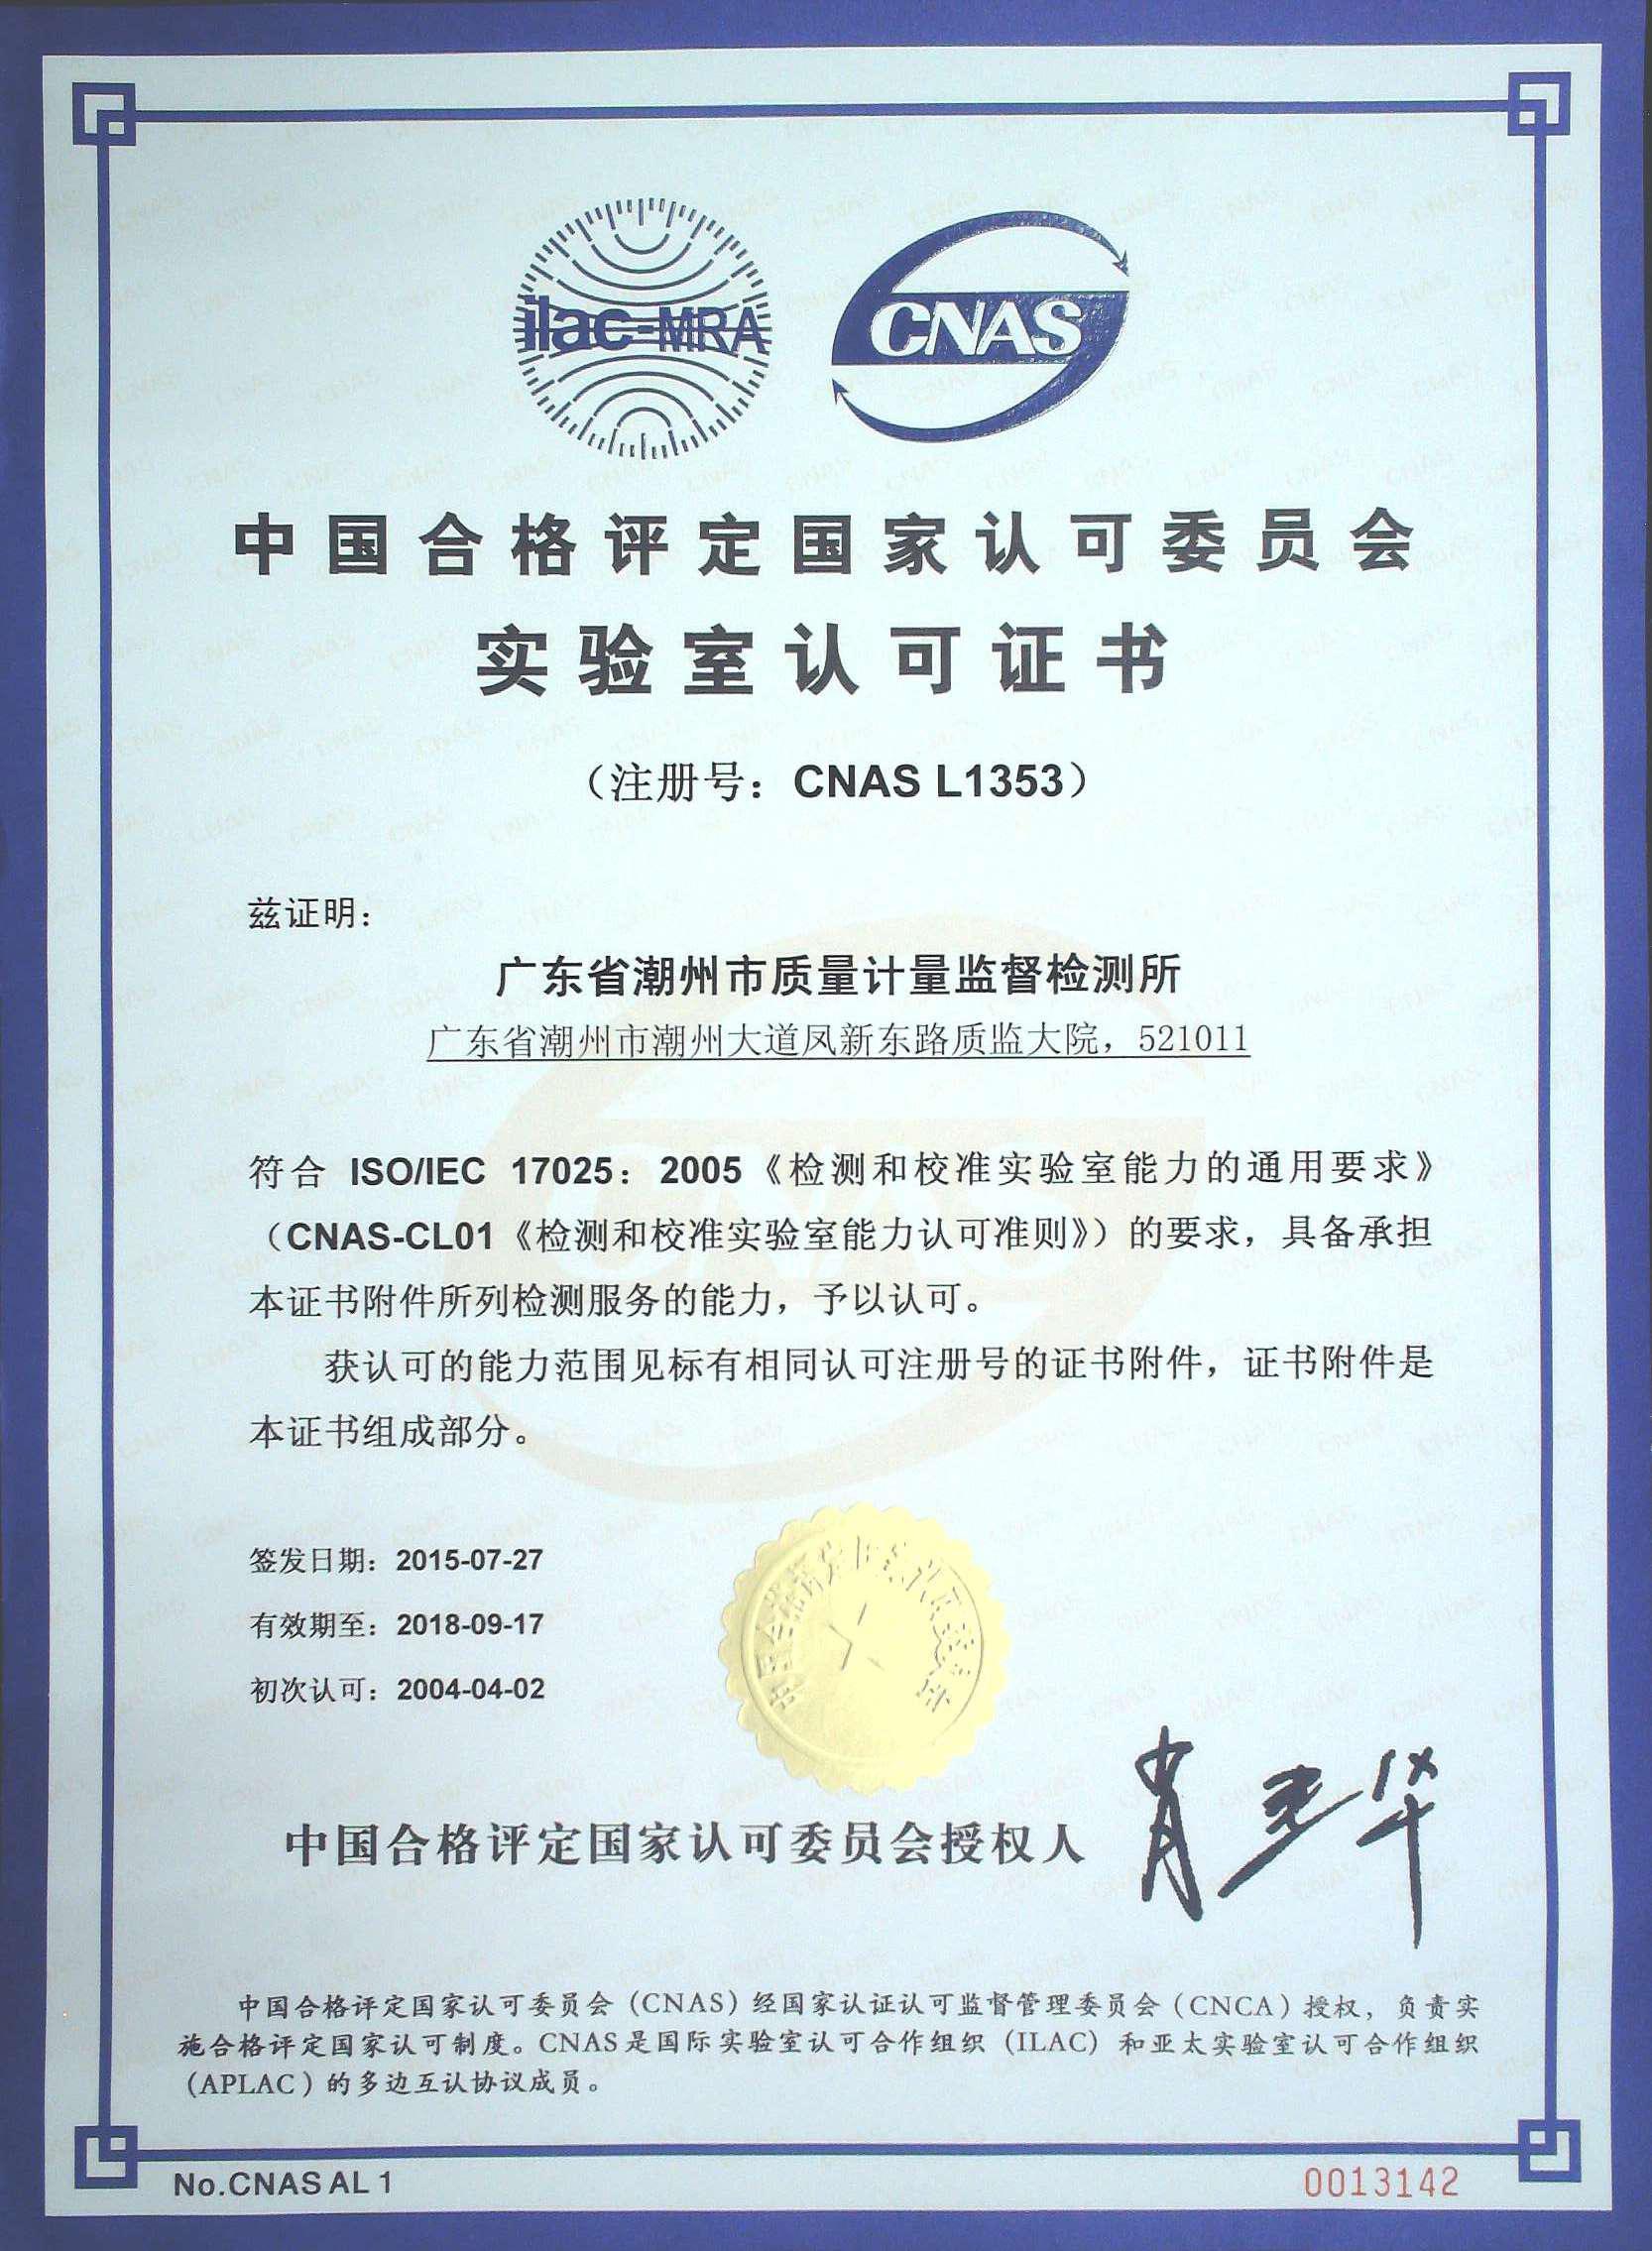 ilac-MRA
CNAS
中国合格评定国家认可委员会
实验室认可证书
（注册号：CNAS L1353）
兹证明：
广东省潮州市质量计量监督检测所
广东省潮州市潮州大道凤新东路质监大院，521011
符合 ISO/IEC 17025：2005《检测和校准实验室能力的通用要求》
（CNAS-CL01《检测和校准实验室能力认可准则》）的要求，具备承担
本证书附件所列检测服务的能力，予以认可。
获认可的能力范围见标有相同认可注册号的证书附件，证书附件是
本证书组成部分。
签发日期：2015-07-27
有效期至：2018-09-17
初次认可：2004-04-02
中国合格评定国家认可委员会
中国合格评定国家认可委员会授权人
中国合格评定国家认可委员会（CNAS）经国家认证认可监督管理委员会（CNCA）授权，负责实
施合格评定国家认可制度。CNAS是国际实验室认可合作组织（ILAC）和亚太实验室认可合作组织
（APLAC）的多边互认协议成员。
No.CNAS AL 1
0013142